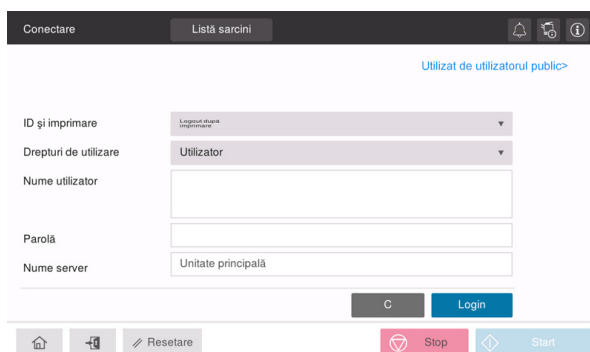 Conectare
Listă sarcini
Utilizat de utilizatorul public>
ID și imprimare
Logout după
imprimare
Drepturi de utilizare
Utilizator
Nume utilizator
Parolă
Nume server
Unitate principală
C
Login
Resetare
Stop
Start